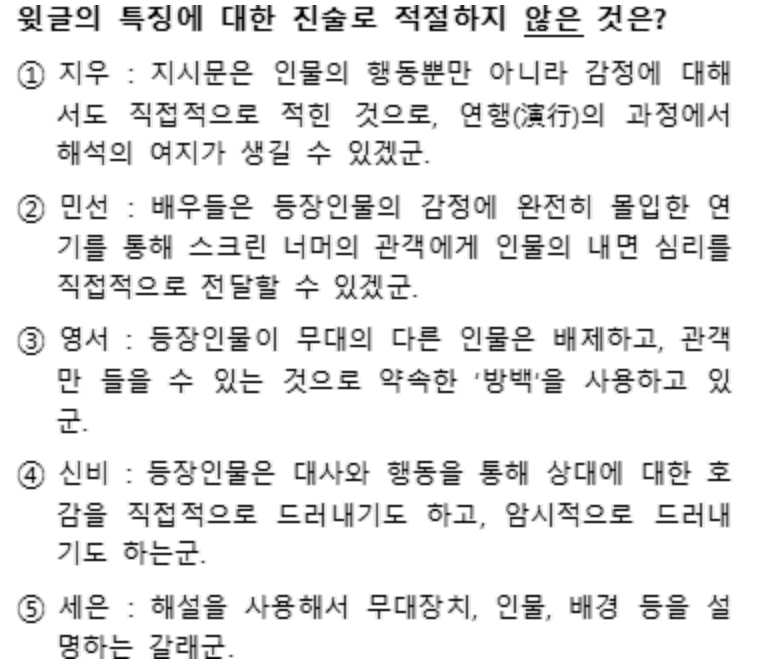 윗글의 특징에 대한 진술로 적절하지 않은 것은?
① 지우 : 지시문은 인물의 행동뿐만 아니라 감정에 대해
서도 직접적으로 적힌 것으로, 연행(演行)의 과정에서
해석의 여지가 생길 수 있겠군.
② 민선 : 배우들은 등장인물의 감정에 완전히 몰입한 연
기를 통해 스크린 너머의 관객에게 인물의 내면 심리를
직접적으로 전달할 수 있겠군.
③ 영서 : 등장인물이 무대의 다른 인물은 배제하고, 관객
만 들을 수 있는 것으로 약속한 '방백'을 사용하고 있
군.
④ 신비 : 등장인물은 대사와 행동을 통해 상대에 대한 호
감을 직접적으로 드러내기도 하고, 암시적으로 드러내
기도 하는군.
⑤ 세은 : 해설을 사용해서 무대장치, 인물, 배경 등을 설
명하는 갈래군.